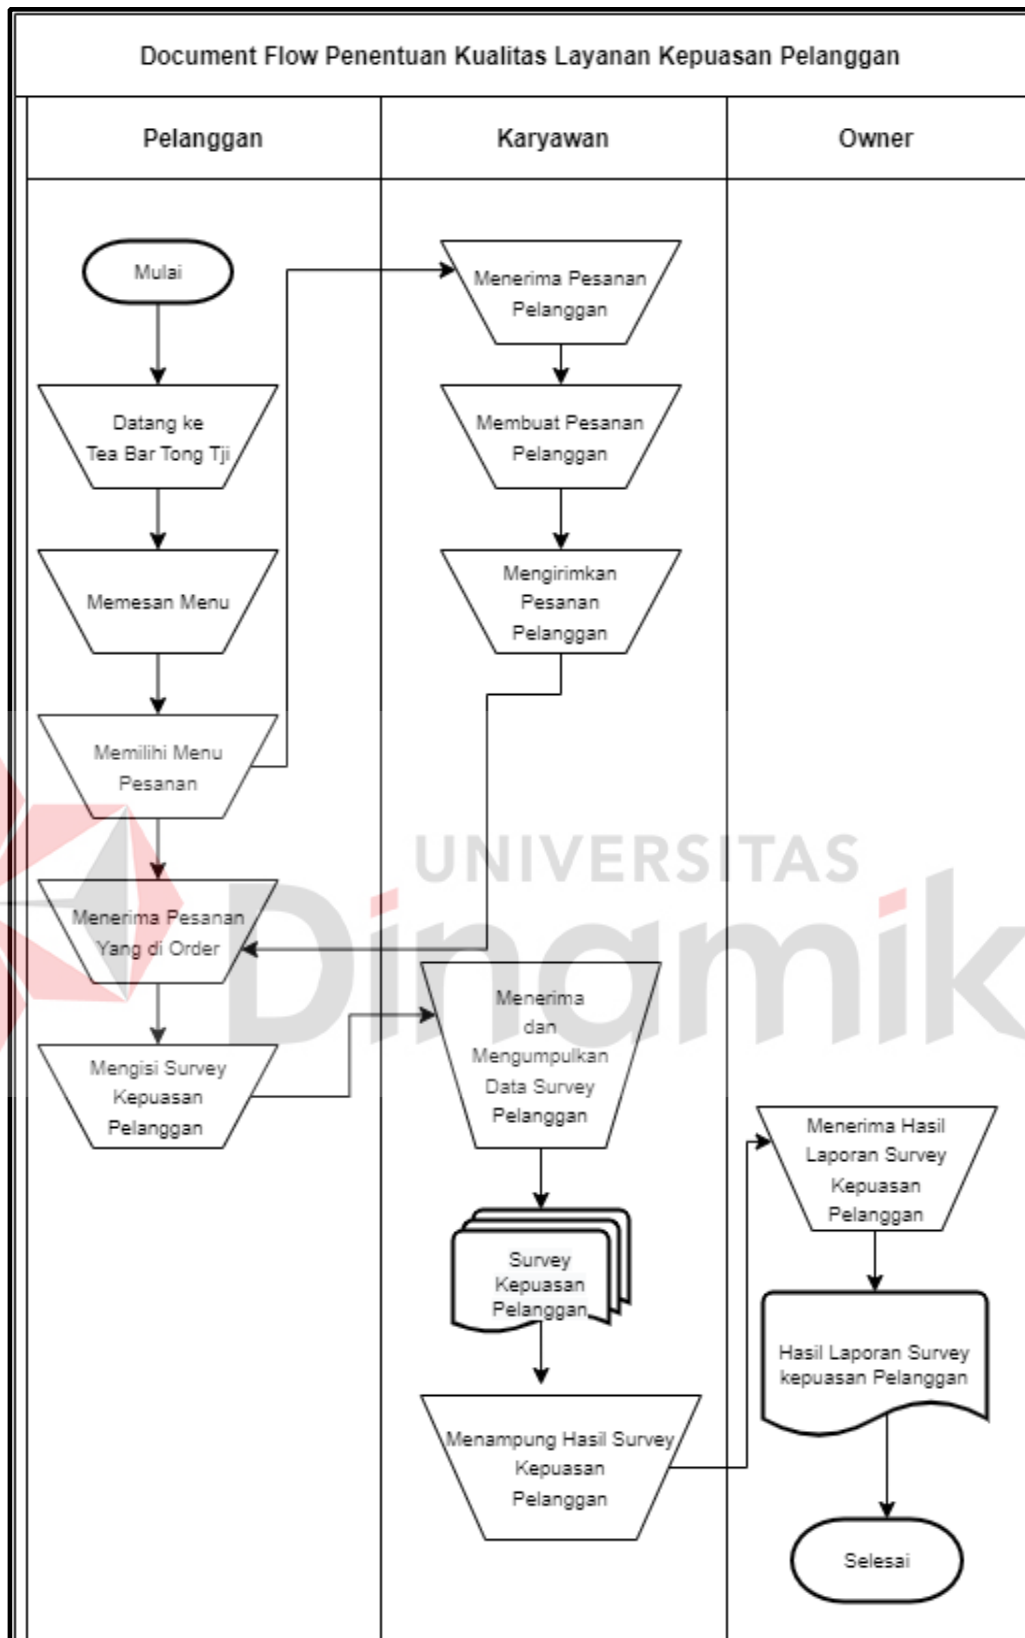 Document Flow Penentuan Kualitas Layanan Kepuasan Pelanggan
Pelanggan
Karyawan
Owner
Mulai
Datang ke
Tea Bar Tong Tji
Memesan Menu
Memilihi Menu
Pesanan
Menerima Pesanan
Yang di Order
Mengisi Survey
Kepuasan
Pelanggan
Menerima Pesanan
Pelanggan
Membuat Pesanan
Pelanggan
Mengirimkan
Pesanan
Pelanggan
Menerima
dan
Mengumpulkan
Data Survey
Pelanggan
Survey
Kepuasan
Pelanggan
Menampung Hasil Survey
Kepuasan
Pelanggan
Menerima Hasil
Laporan Survey
Kepuasan
Pelanggan
Hasil Laporan Survey
kepuasan Pelanggan
Selesai
UNIVERSITAS
Dinamik